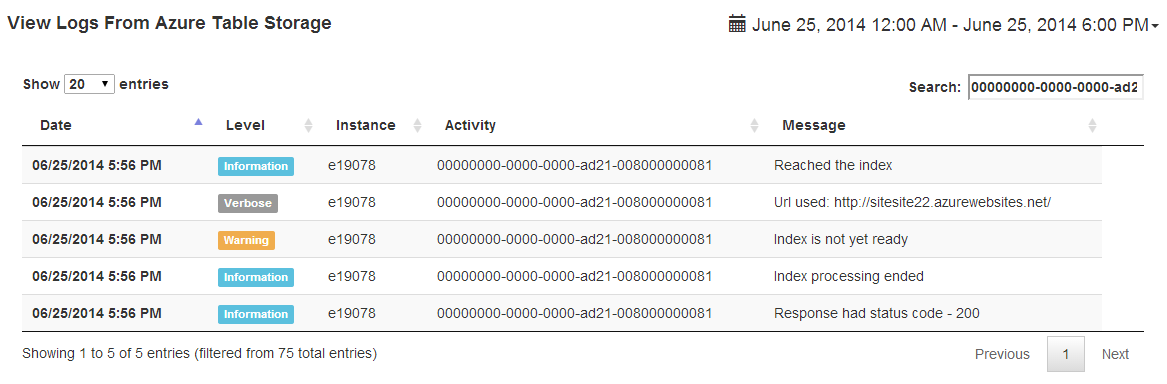 View Logs From Azure Table Storage
June 25, 2014 12:00 AM - June 25, 2014 6:00 PM
Show 20 entries
Search: 00000000-0000-0000-ad2
Date Level Instance Activity Message
06/25/2014 5:56 PM Information e19078 00000000-0000-0000-ad21-008000000081 Reached the index
06/25/2014 5:56 PM Verbose e19078 00000000-0000-0000-ad21-008000000081 Url used: http://sitesite22.azurewebsites.net/
06/25/2014 5:56 PM Warning e19078 00000000-0000-0000-ad21-008000000081 Index is not yet ready
06/25/2014 5:56 PM Information e19078 00000000-0000-0000-ad21-008000000081 Index processing ended
06/25/2014 5:56 PM Information e19078 00000000-0000-0000-ad21-008000000081 Response had status code - 200
Showing 1 to 5 of 5 entries (filtered from 75 total entries)
Previous 1 Next